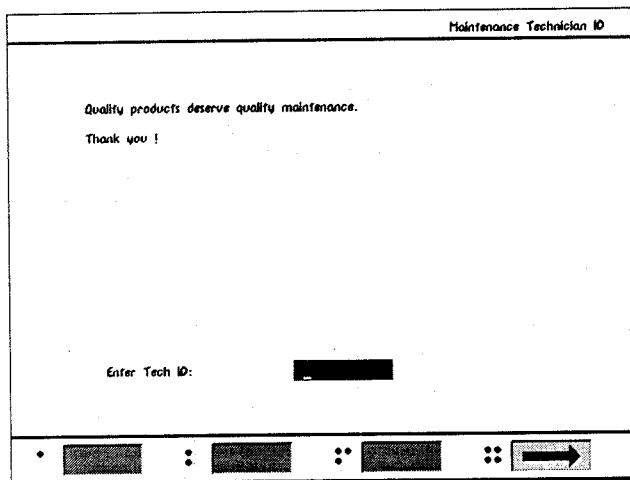 Maintenance Technician ID
Quality products deserve quality maintenance.
Thank you !
Enter Tech ID: